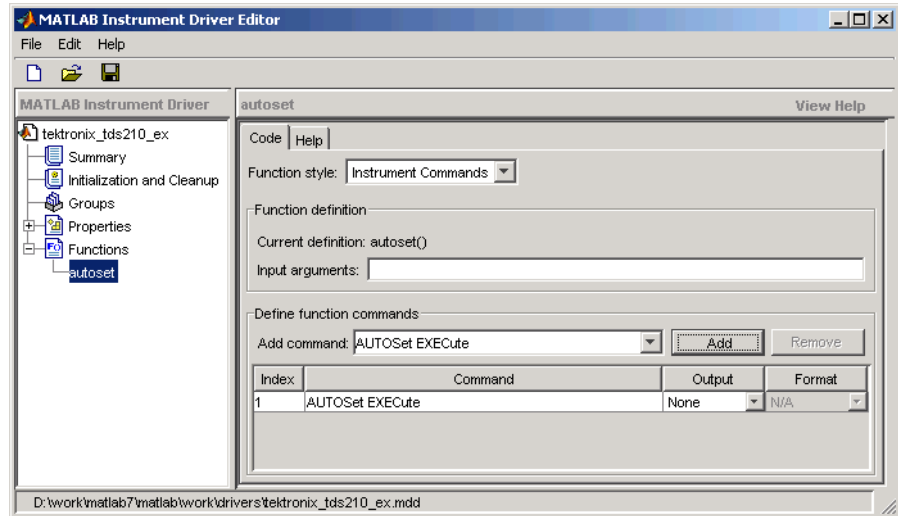 MATLAB Instrument Driver Editor
File Edit Help
MATLAB Instrument Driver
autoset
View Help
tektronix_tds210_ex
Summary
Initialization and Cleanup
Groups
Properties
Functions
autoset
Code Help
Function style: Instrument Commands
Function definition
Current definition: autoset()
Input arguments:
Define function commands
Add command: AUTOSet EXECute Add Remove
Index Command Output Format
1 AUTOSet EXECute None N/A
D:\work\matlab7\matlab\work\drivers\tektronix_tds210_ex.mdd